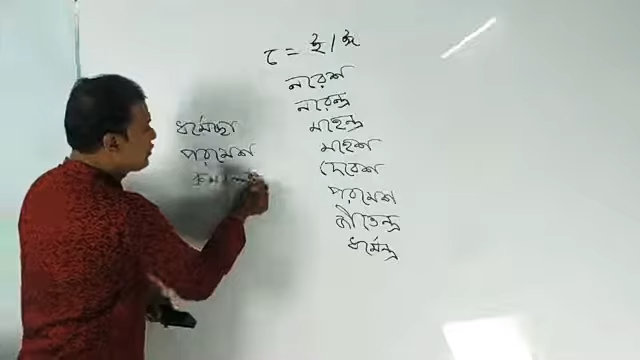 ে = ই / ঈ
নরেশ
নরেন্দ্র
মহেন্দ্র
মহেশ
দেবেশ
পরমেশ
জীতেন্দ্র
ধর্মেন্দ্র
ধর্মেচ্ছা
পরমেশ